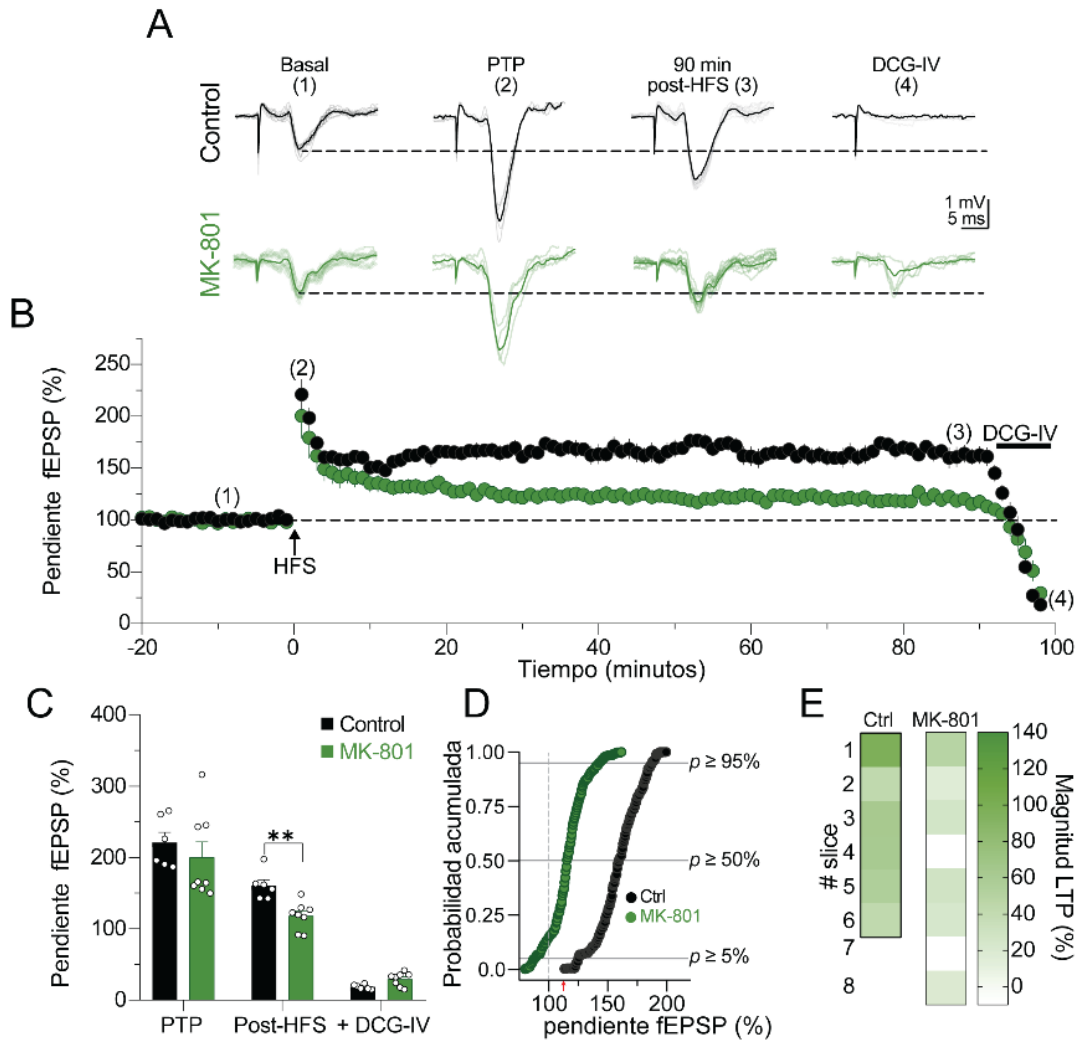 A
Basal
(1)
PTP
(2)
90 min
post-HFS (3)
DCG-IV
(4)
Control
MK-801
1 mV
5 ms
B
Pendiente fEPSP (%)
250
200
150
100
50
0
(1)
(2)
(3)
DCG-IV
(4)
HFS
-20
0
20
40
60
80
100
Tiempo (minutos)
C
Pendiente fEPSP (%)
400
300
200
100
0
Control
MK-801
**
PTP
Post-HFS
+ DCG-IV
D
Probabilidad acumulada
1.00
0.75
0.50
0.25
0.0
p ≥ 95%
p ≥ 50%
p ≥ 5%
Ctrl
MK-801
100
150
200
pendiente fEPSP (%)
E
Ctrl
MK-801
# slice
1
2
3
4
5
6
7
8
140
120
100
80
60
40
20
0
Magnitud LTP (%)